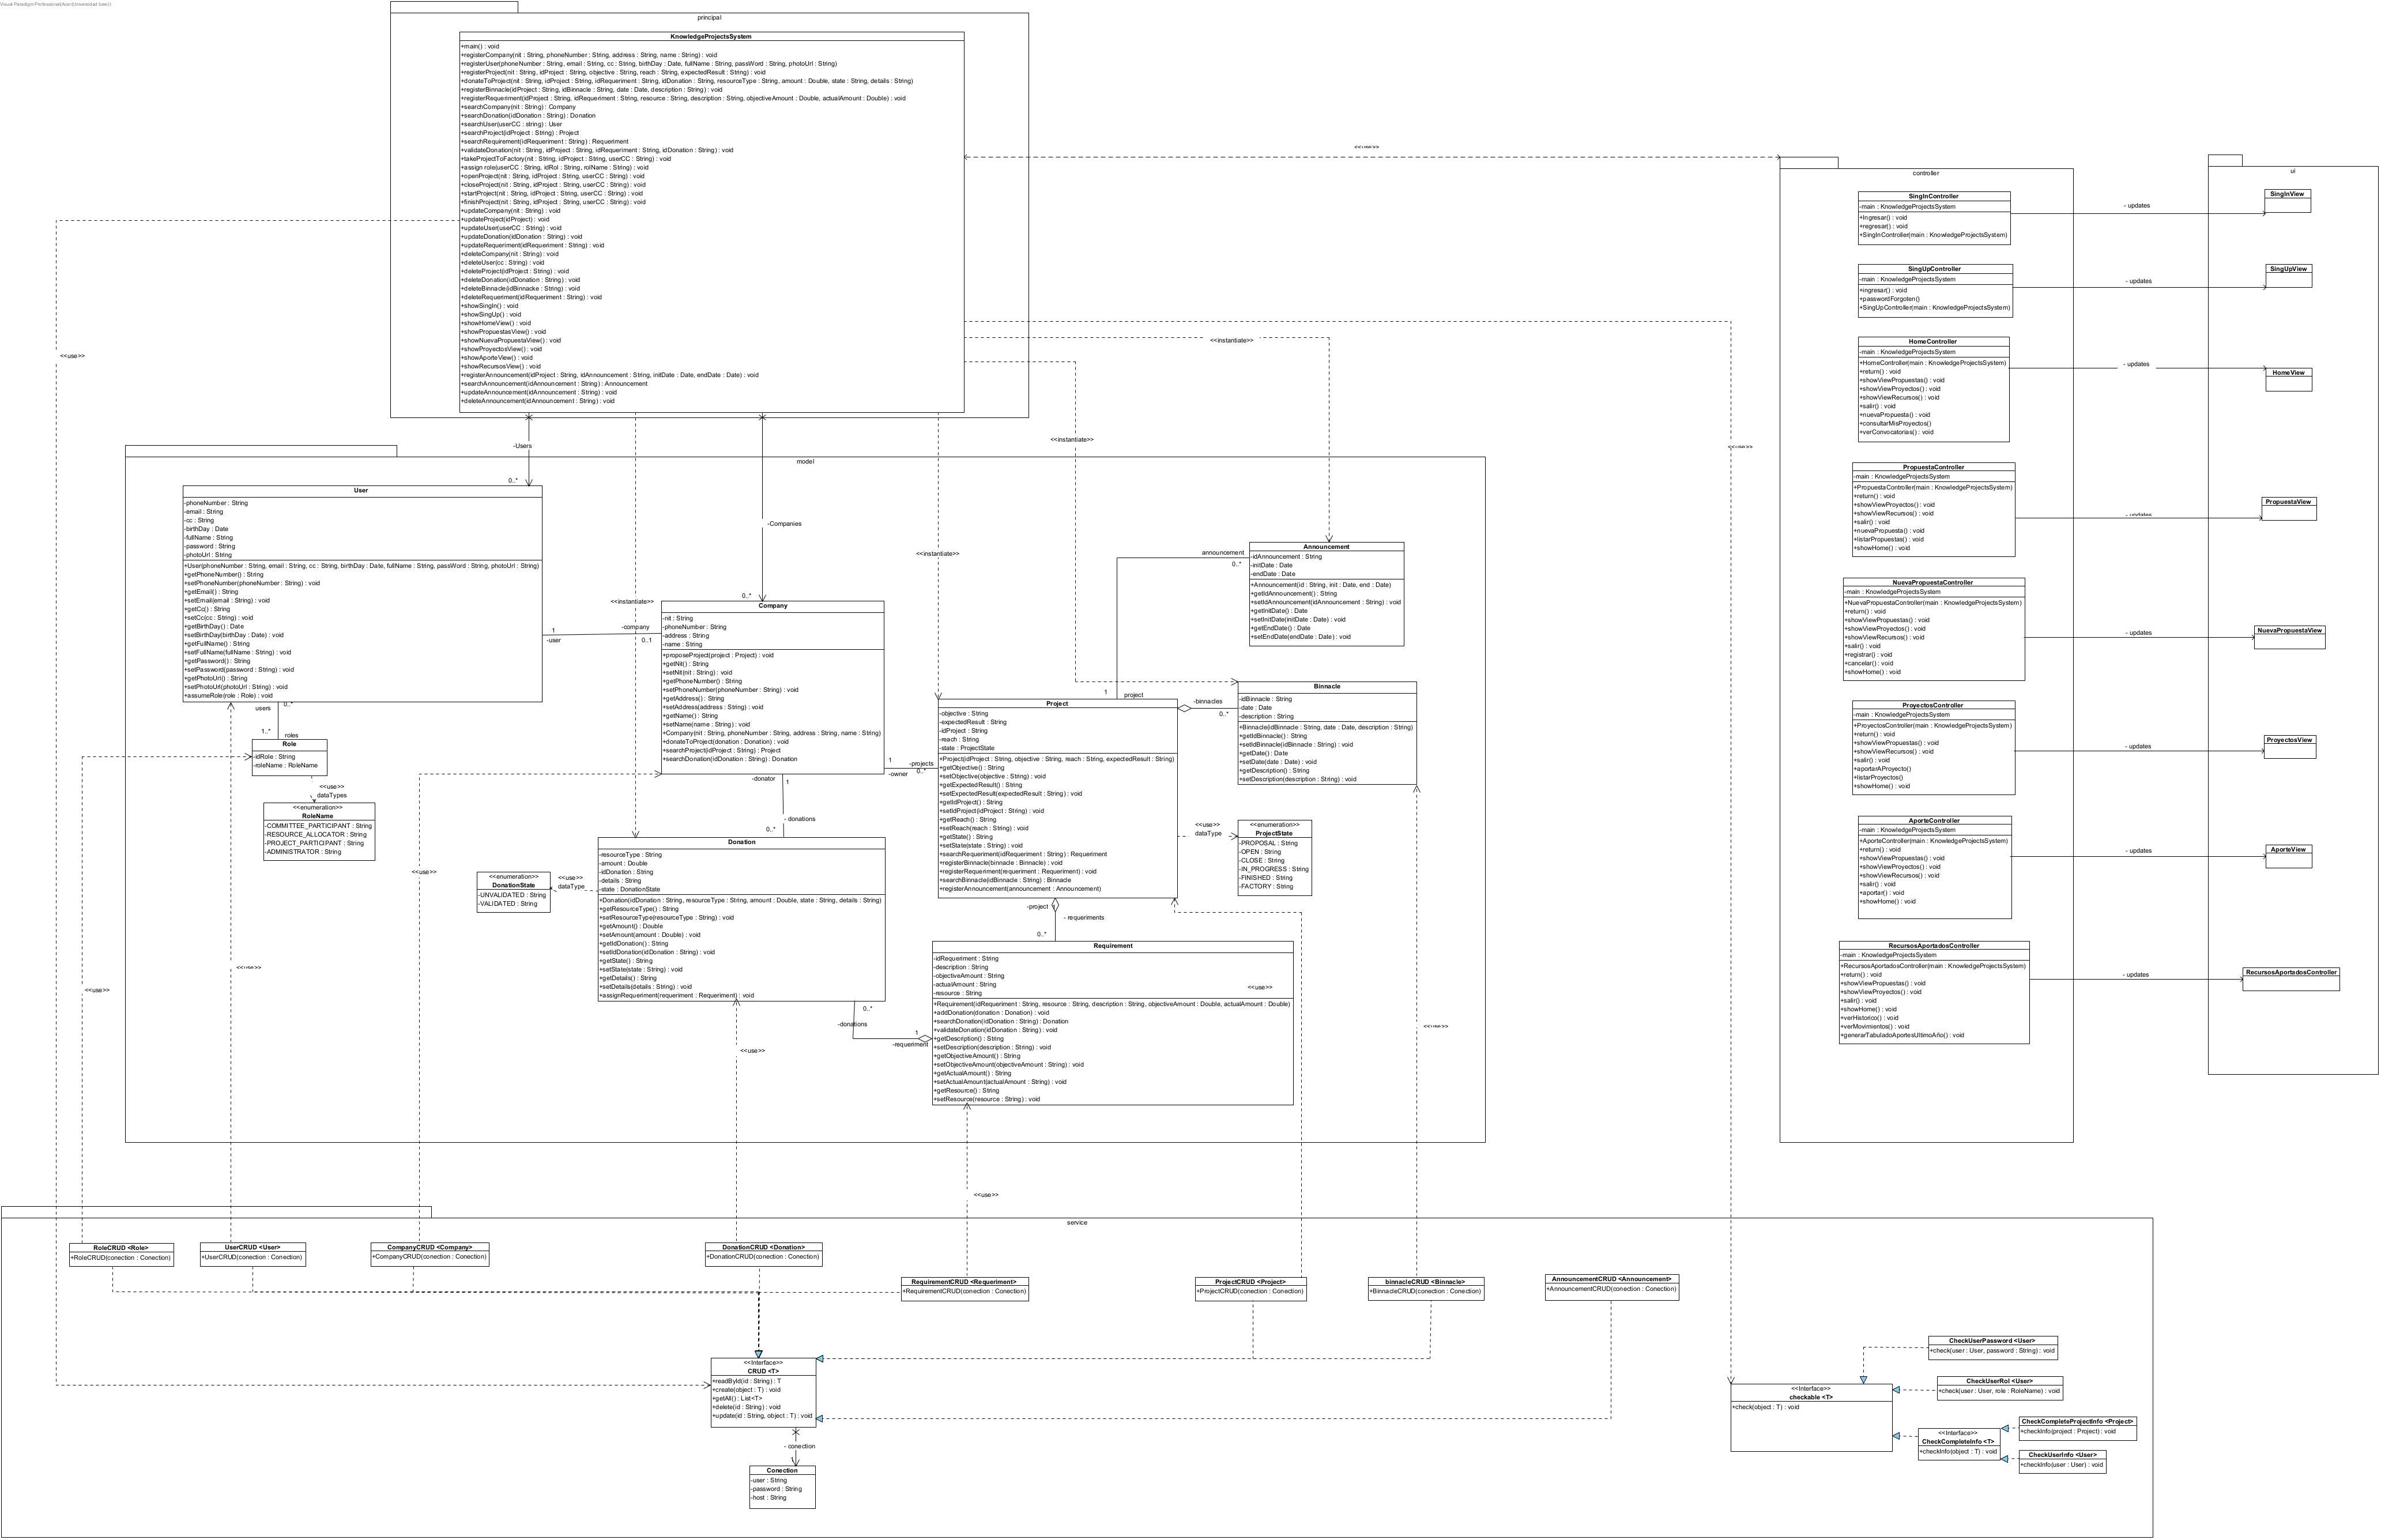 Visual Paradigm Professional(Axon(Universidad Icesi))
principal
KnowledgeProjectsSystem
+main() : void
+registerCompany(nit : String, phoneNumber : String, address : String, name : String) : void
+registerUser(phoneNumber : String, email : String, cc : String, birthDay : Date, fullName : String, passWord : String, photoUrl : String)
+registerProject(nit : String, idProject : String, objective : String, reach : String, expectedResult : String) : void
+donateToProject(nit : String, idProject : String, idRequeriment : String, idDonation : String, resourceType : String, amount : Double, state : String, details : String)
+registerBinnacle(idProject : String, idBinnacle : String, date : Date, description : String) : void
+registerRequeriment(idProject : String, idRequeriment : String, resource : String, description : String, objectiveAmount : Double, actualAmount : Double) : void
+searchCompany(nit : String) : Company
+searchDonation(idDonation : String) : Donation
+searchUser(userCC : string) : User
+searchProject(idProject : String) : Project
+searchRequirement(idRequeriment : String) : Requeriment
+validateDonation(nit : String, idProject : String, idRequeriment : String, idDonation : String) : void
+takeProjectToFactory(nit : String, idProject : String, userCC : String) : void
+assign role(userCC : String, idRol : String, rolName : String) : void
+openProject(nit : String, idProject : String, userCC : String) : void
+closeProject(nit : String, idProject : String, userCC : String) : void
+startProject(nit : String, idProject : String, userCC : String) : void
+finishProject(nit : String, idProject : String, userCC : String) : void
+updateCompany(nit : String) : void
+updateProject(idProject) : void
+updateUser(userCC : String) : void
+updateDonation(idDonation : String) : void
+updateRequeriment(idRequeriment : String) : void
+deleteCompany(nit : String) : void
+deleteUser(cc : String) : void
+deleteProject(idProject : String) : void
+deleteDonation(idDonation : String) : void
+deleteBinnacle(idBinnacke : String) : void
+deleteRequeriment(idRequeriment : String) : void
+showSingIn() : void
+showSingUp() : void
+showHomeView() : void
+showPropuestasView() : void
+showNuevaPropuestaView() : void
+showProyectosView() : void
+showAporteView() : void
+showRecursosView() : void
+registerAnnouncement(idProject : String, idAnnouncement : String, initDate : Date, endDate : Date) : void
+searchAnnouncement(idAnnouncement : String) : Announcement
+updateAnnouncement(idAnnouncement : String) : void
+deleteAnnouncement(idAnnouncement : String) : void
<<use>>
<<instantiate>>
<<instantiate>>
<<instantiate>>
<<instantiate>>
<<use>>
-Users
0..*
-Companies
0..*
model
User
-phoneNumber : String
-email : String
-cc : String
-birthDay : Date
-fullName : String
-password : String
-photoUrl : String
+User(phoneNumber : String, email : String, cc : String, birthDay : Date, fullName : String, passWord : String, photoUrl : String)
+getPhoneNumber() : String
+setPhoneNumber(phoneNumber : String) : void
+getEmail() : String
+setEmail(email : String) : void
+getCc() : String
+setCc(cc : String) : void
+getBirthDay() : Date
+setBirthDay(birthDay : Date) : void
+getFullName() : String
+setFullName(fullName : String) : void
+getPassword() : String
+setPassword(password : String) : void
+getPhotoUrl() : String
+setPhotoUrl(photoUrl : String) : void
+assumeRole(role : Role) : void
1
-user
-company
0..1
users
0..*
1..*
roles
Role
-idRole : String
-roleName : RoleName
<<use>>
dataTypes
<<enumeration>>
RoleName
-COMMITTEE_PARTICIPANT : String
-RESOURCE_ALLOCATOR : String
-PROJECT_PARTICIPANT : String
-ADMINISTRATOR : String
Company
-nit : String
-phoneNumber : String
-address : String
-name : String
+proposeProject(project : Project) : void
+getNit() : String
+setNit(nit : String) : void
+getPhoneNumber() : String
+setPhoneNumber(phoneNumber : String) : void
+getAddress() : String
+setAddress(address : String) : void
+getName() : String
+setName(name : String) : void
+Company(nit : String, phoneNumber : String, address : String, name : String)
+donateToProject(donation : Donation) : void
+searchProject(idProject : String) : Project
+searchDonation(idDonation : String) : Donation
1
-owner
-projects
0..*
-donator
1
- donations
0..*
Donation
-resourceType : String
-amount : Double
-idDonation : String
-details : String
-state : DonationState
+Donation(idDonation : String, resourceType : String, amount : Double, state : String, details : String)
+getResourceType() : String
+setResourceType(resourceType : String) : void
+getAmount() : Double
+setAmount(amount : Double) : void
+getIdDonation() : String
+setIdDonation(idDonation : String) : void
+getState() : String
+setState(state : String) : void
+getDetails() : String
+setDetails(details : String) : void
+assignRequeriment(requeriment : Requeriment) : void
<<enumeration>>
DonationState
-UNVALIDATED : String
-VALIDATED : String
<<use>>
dataType
0..*
-donations
1
-requeriment
Announcement
-idAnnouncement : String
-initDate : Date
-endDate : Date
+Announcement(id : String, init : Date, end : Date)
+getIdAnnouncement() : String
+setIdAnnouncement(idAnnouncement : String) : void
+getInitDate() : Date
+setInitDate(initDate : Date) : void
+getEndDate() : Date
+setEndDate(endDate : Date) : void
announcement
0..*
1
project
Project
-objective : String
-expectedResult : String
-idProject : String
-reach : String
-state : ProjectState
+Project(idProject : String, objective : String, reach : String, expectedResult : String)
+getObjective() : String
+setObjective(objective : String) : void
+getExpectedResult() : String
+setExpectedResult(expectedResult : String) : void
+getIdProject() : String
+setIdProject(idProject : String) : void
+getReach() : String
+setReach(reach : String) : void
+getState() : String
+setState(state : String) : void
+searchRequeriment(idRequeriment : String) : Requeriment
+registerBinnacle(binnacle : Binnacle) : void
+registerRequeriment(requeriment : Requeriment) : void
+searchBinnacle(idBinnacle : String) : Binnacle
+registerAnnouncement(announcement : Announcement)
-binnacles
0..*
Binnacle
-idBinnacle : String
-date : Date
-description : String
+Binnacle(idBinnacle : String, date : Date, description : String)
+getIdBinnacle() : String
+setIdBinnacle(idBinnacle : String) : void
+getDate() : Date
+setDate(date : Date) : void
+getDescription() : String
+setDescription(description : String) : void
<<use>>
dataType
<<enumeration>>
ProjectState
-PROPOSAL : String
-OPEN : String
-CLOSE : String
-IN_PROGRESS : String
-FINISHED : String
-FACTORY : String
-project
- requeriments
0..*
Requirement
-idRequeriment : String
-description : String
-objectiveAmount : String
-actualAmount : String
-resource : String
+Requirement(idRequeriment : String, resource : String, description : String, objectiveAmount : Double, actualAmount : Double)
+addDonation(donation : Donation) : void
+searchDonation(idDonation : String) : Donation
+validateDonation(idDonation : String) : void
+getDescription() : String
+setDescription(description : String) : void
+getObjectiveAmount() : String
+setObjectiveAmount(objectiveAmount : String) : void
+getActualAmount() : String
+setActualAmount(actualAmount : String) : void
+getResource() : String
+setResource(resource : String) : void
<<use>>
<<use>>
<<use>>
<<use>>
<<use>>
<<use>>
<<use>>
controller
SingInController
-main : KnowledgeProjectsSystem
+Ingresar() : void
+regresar() : void
+SingInController(main : KnowledgeProjectsSystem)
SingUpController
-main : KnowledgeProjectsSystem
+ingresar() : void
+passwordForgoten()
+SingUpController(main : KnowledgeProjectsSystem)
HomeController
-main : KnowledgeProjectsSystem
+HomeController(main : KnowledgeProjectsSystem)
+return() : void
+showViewPropuestas() : void
+showViewProyectos() : void
+showViewRecursos() : void
+salir() : void
+nuevaPropuesta() : void
+consultarMisProyectos()
+verConvocatorias() : void
PropuestaController
-main : KnowledgeProjectsSystem
+PropuestaController(main : KnowledgeProjectsSystem)
+return() : void
+showViewProyectos() : void
+showViewRecursos() : void
+salir() : void
+nuevaPropuesta() : void
+listarPropuestas() : void
+showHome() : void
NuevaPropuestaController
-main : KnowledgeProjectsSystem
+NuevaPropuestaController(main : KnowledgeProjectsSystem)
+return() : void
+showViewPropuestas() : void
+showViewProyectos() : void
+showViewRecursos() : void
+salir() : void
+registrar() : void
+cancelar() : void
+showHome() : void
ProyectosController
-main : KnowledgeProjectsSystem
+ProyectosController(main : KnowledgeProjectsSystem)
+return() : void
+showViewPropuestas() : void
+showViewRecursos() : void
+salir() : void
+aportarAProyecto()
+listarProyectos()
+showHome() : void
AporteController
-main : KnowledgeProjectsSystem
+AporteController(main : KnowledgeProjectsSystem)
+return() : void
+showViewPropuestas() : void
+showViewProyectos() : void
+showViewRecursos() : void
+salir() : void
+aportar() : void
+showHome() : void
RecursosAportadosController
-main : KnowledgeProjectsSystem
+RecursosAportadosController(main : KnowledgeProjectsSystem)
+return() : void
+showViewPropuestas() : void
+showViewProyectos() : void
+salir() : void
+showHome() : void
+verHistorico() : void
+verMovimientos() : void
+generarTabuladoAportesUltimoAño() : void
- updates
- updates
- updates
- updates
- updates
- updates
- updates
- updates
ui
SingInView
SingUpView
HomeView
PropuestaView
NuevaPropuestaView
ProyectosView
AporteView
RecursosAportadosController
service
RoleCRUD <Role>
+RoleCRUD(conection : Conection)
UserCRUD <User>
+UserCRUD(conection : Conection)
CompanyCRUD <Company>
+CompanyCRUD(conection : Conection)
DonationCRUD <Donation>
+DonationCRUD(conection : Conection)
RequirementCRUD <Requeriment>
+RequirementCRUD(conection : Conection)
ProjectCRUD <Project>
+ProjectCRUD(conection : Conection)
binnacleCRUD <Binnacle>
+BinnacleCRUD(conection : Conection)
AnnouncementCRUD <Announcement>
+AnnouncementCRUD(conection : Conection)
<<Interface>>
CRUD <T>
+readById(id : String) : T
+create(object : T) : void
+getAll() : List<T>
+delete(id : String) : void
+update(id : String, object : T) : void
- conection
Conection
-user : String
-password : String
-host : String
<<Interface>>
checkable <T>
+check(object : T) : void
CheckUserPassword <User>
+check(user : User, password : String) : void
CheckUserRol <User>
+check(user : User, role : RoleName) : void
<<Interface>>
CheckCompleteInfo <T>
+checkInfo(object : T) : void
CheckCompleteProjectInfo <Project>
+checkInfo(project : Project) : void
CheckUserInfo <User>
+checkInfo(user : User) : void